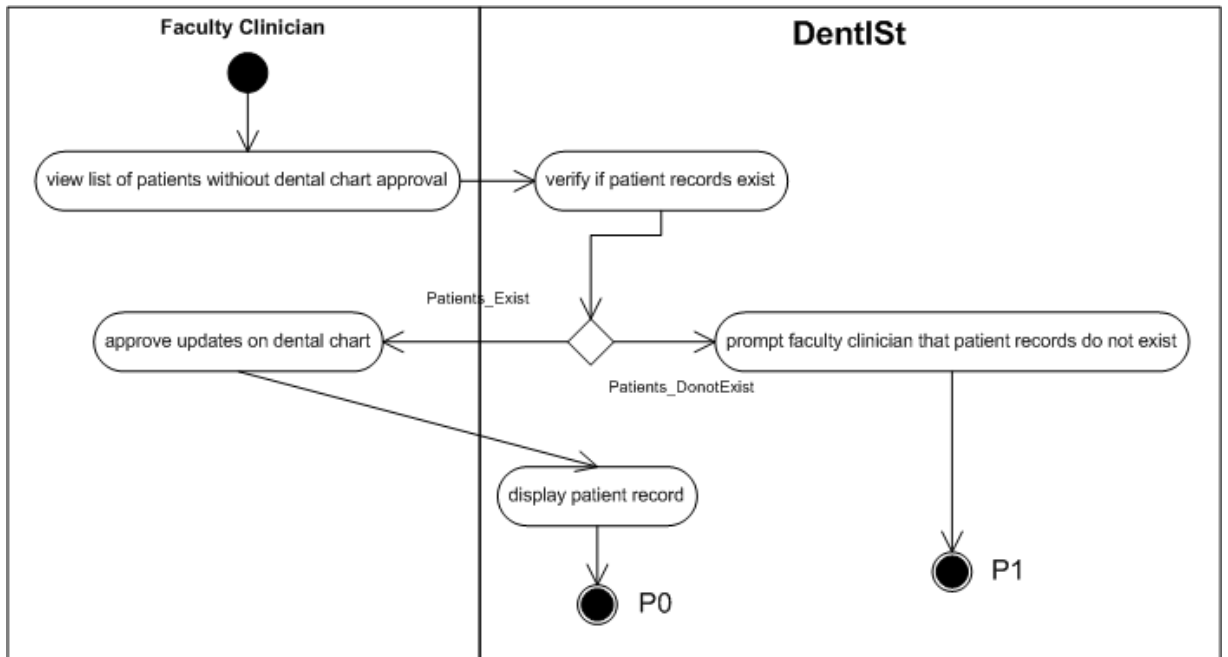 Faculty Clinician
DentISt
view list of patients withiout dental chart approval
verify if patient records exist
Patients_Exist
approve updates on dental chart
prompt faculty clinician that patient records do not exist
Patients_DonotExist
display patient record
P1
P0